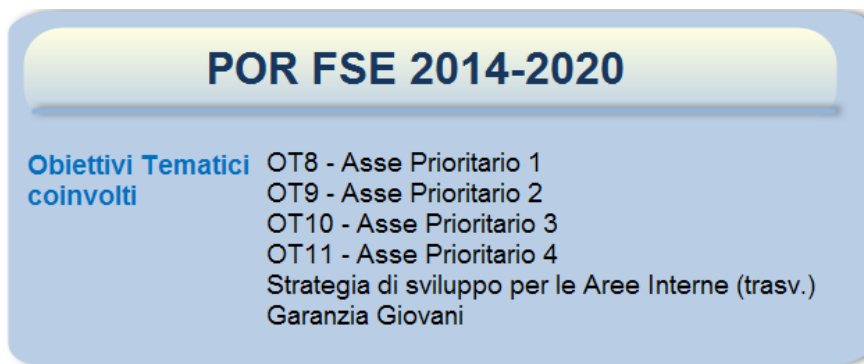 POR FSE 2014-2020
Obiettivi Tematici
coinvolti
OT8 - Asse Prioritario 1
OT9 - Asse Prioritario 2
OT10 - Asse Prioritario 3
OT11 - Asse Prioritario 4
Strategia di sviluppo per le Aree Interne (trasv.)
Garanzia Giovani